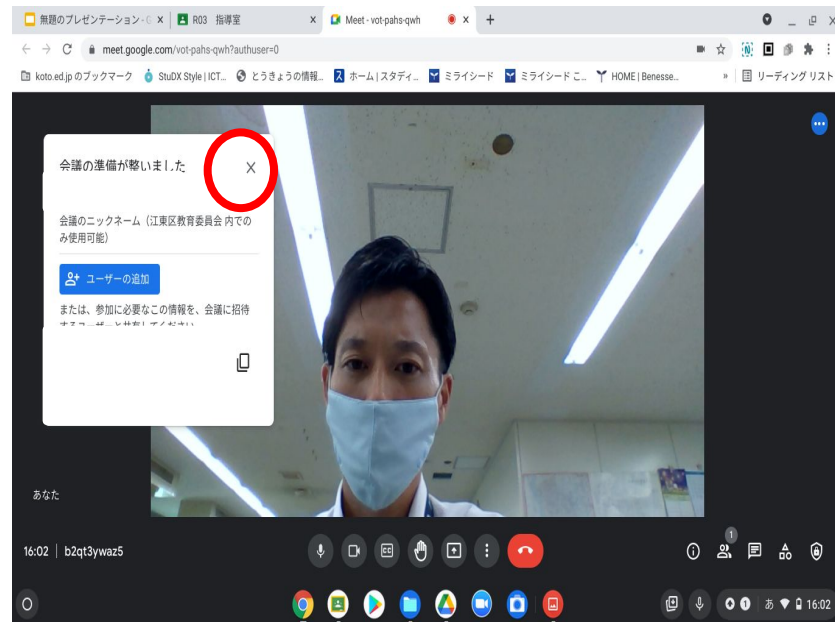 無題のプレゼンテーション - G
R03 指導室
Meet - vot-pahs-qwh
meet.google.com/vot-pahs-qwh?authuser=0
koto.ed.jp のブックマーク
StuDX Style | ICT...
とうきょうの情報...
ホーム | スタディ...
ミライシード
ミライシード こ...
HOME | Benesse...
»
リーディング リスト
会議の準備が整いました
会議のニックネーム（江東区教育委員会 内での
み使用可能）
ユーザーの追加
または、参加に必要なこの情報を、会議に招待
するユーザーと共有してください
あなた
16:02 | b2qt3ywaz5
CC
1
1
あ
16:02